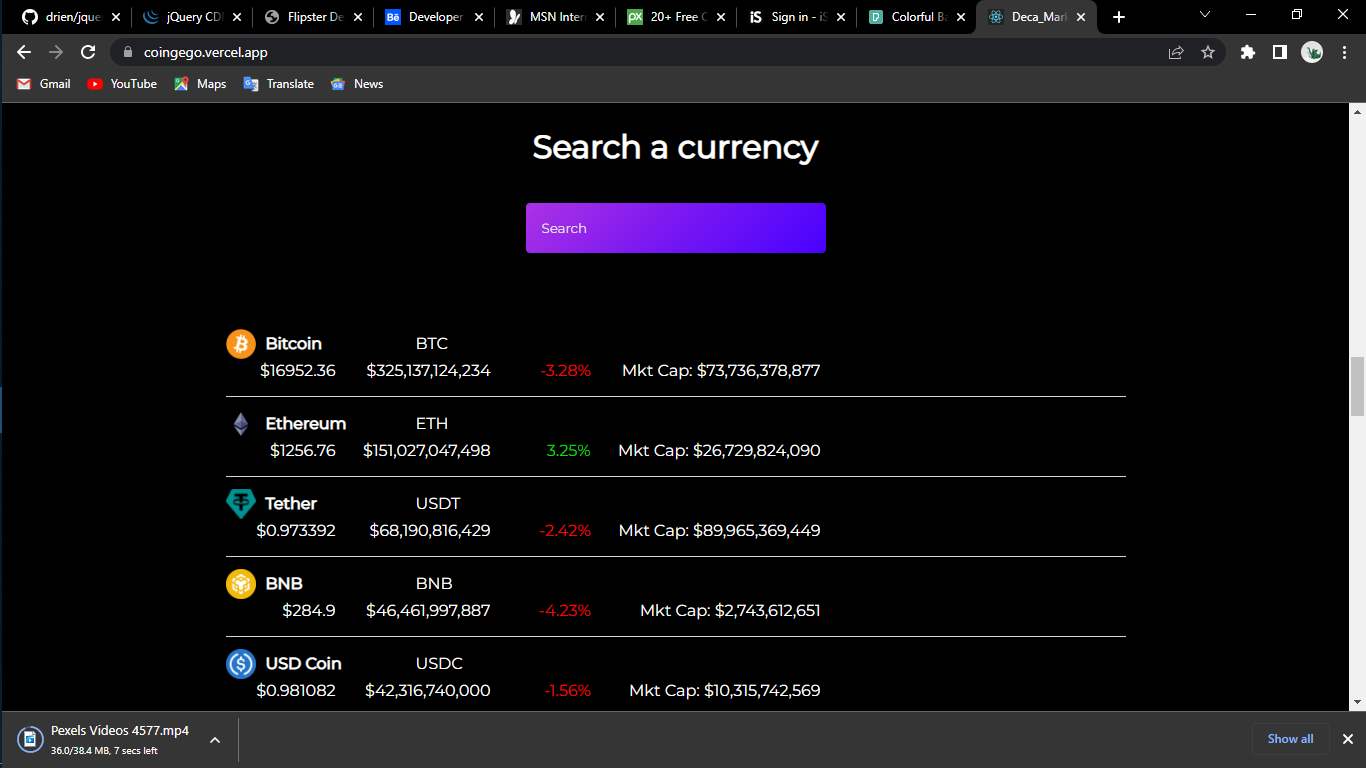 drien/jque
jQuery CD
Flipster De
Bē Developer
MSN Inter
px 20+ Free C
iS Sign in - iS
Colorful Ba
Deca_Mark
coingego.vercel.app
Gmail YouTube Maps Translate News
Search a currency
Search
Bitcoin BTC
$16952.36 $325,137,124,234 -3.28% Mkt Cap: $73,736,378,877
Ethereum ETH
$1256.76 $151,027,047,498 3.25% Mkt Cap: $26,729,824,090
Tether USDT
$0.973392 $68,190,816,429 -2.42% Mkt Cap: $89,965,369,449
BNB BNB
$284.9 $46,461,997,887 -4.23% Mkt Cap: $2,743,612,651
USD Coin USDC
$0.981082 $42,316,740,000 -1.56% Mkt Cap: $10,315,742,569
Pexels Videos 4577.mp4
36.0/38.4 MB, 7 secs left
Show all